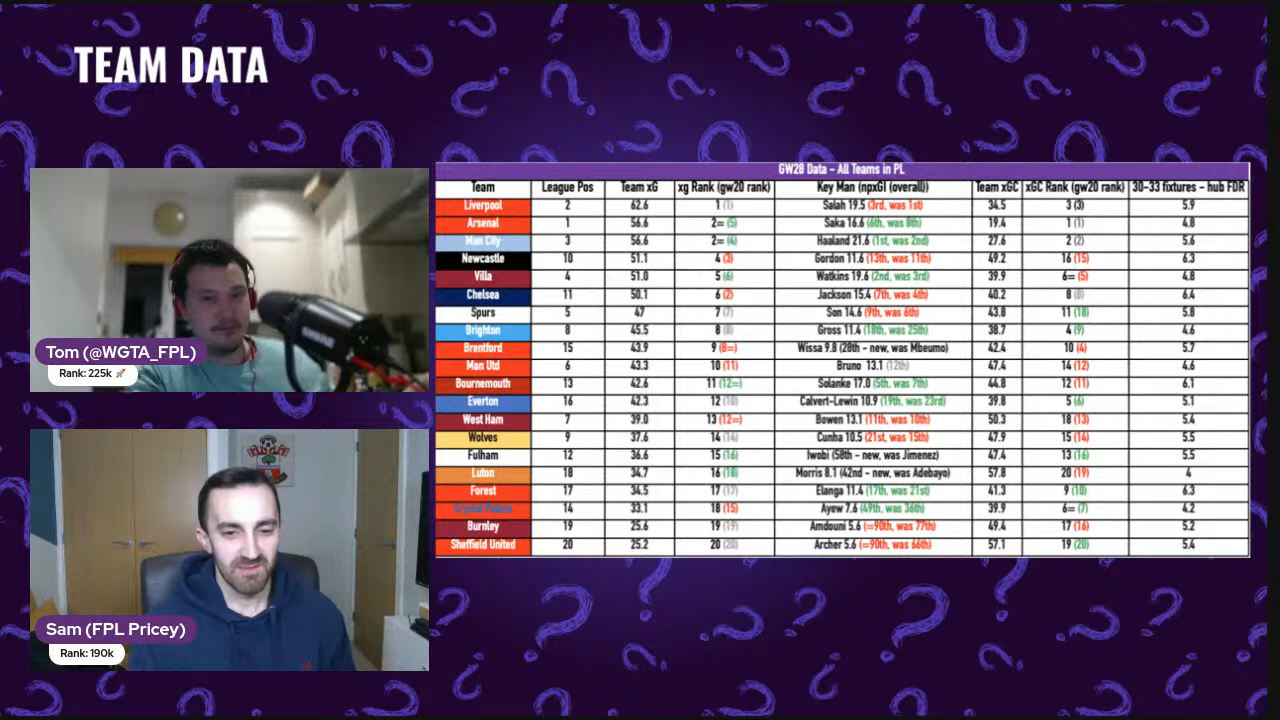 TEAM DATA
GW28 Data - All Teams in PL
Team League Pos Team xG xg Rank (gw20 rank) Key Man (npxGI (overall) Team xGC xGC Rank (gw20 rank) 30-33 fixtures - hub FDR
Liverpool 2 62.6 1 (1) Salah 19.5 (3rd, was 1st) 34.5 3 (3) 5.9
Arsenal 1 56.6 2= (5) Saka 16.6 (6th, was 8th) 19.4 1 (1) 4.8
Man City 3 56.6 2= (4) Haaland 21.6 (1st, was 2nd) 27.6 2 (2) 5.6
Newcastle 10 51.1 4 (3) Gordon 11.6 (13th, was 11th) 49.2 16 (15) 6.3
Villa 4 51.0 5 (6) Watkins 19.6 (2nd, was 3rd) 39.9 6= (5) 4.8
Chelsea 11 50.1 6 (2) Jackson 15.4 (7th, was 4th) 40.2 8 (8) 6.4
Spurs 5 47 7 (7) Son 14.6 (9th, was 6th) 43.8 11 (18) 5.8
Brighton 8 45.5 8 (8) Gross 11.4 (18th, was 25th) 38.7 4 (9) 4.6
Brentford 15 43.9 9 (8=) Wissa 9.8 (28th - new, was Mbeumo) 42.4 10 (4) 5.7
Man Utd 6 43.3 10 (11) Bruno 13.1 (12th) 47.4 14 (12) 4.6
Bournemouth 13 42.6 11 (12=) Solanke 17.0 (5th, was 7th) 44.8 12 (11) 6.1
Everton 16 42.3 12 (10) Calvert-Lewin 10.9 (19th, was 23rd) 39.8 5 (6) 5.1
West Ham 7 39.0 13 (12=) Bowen 13.1 (11th, was 10th) 50.3 18 (13) 5.4
Wolves 9 37.6 14 (14) Cunha 10.5 (21st, was 15th) 47.9 15 (14) 5.5
Fulham 12 36.6 15 (16) Iwobi (58th - new, was Jimenez) 47.4 13 (16) 5.5
Luton 18 34.7 16 (18) Morris 8.1 (42nd - new, was Adebayo) 57.8 20 (19) 4
Forest 17 34.5 17 (17) Elanga 11.4 (17th, was 21st) 41.3 9 (10) 6.3
Crystal Palace 14 33.1 18 (15) Ayew 7.6 (49th, was 36th) 39.9 6= (7) 4.2
Burnley 19 25.6 19 (19) Amdouni 5.6 (=90th, was 77th) 49.4 17 (16) 5.2
Sheffield United 20 25.2 20 (20) Archer 5.6 (=90th, was 66th) 57.1 19 (20) 5.4
Tom (@WGTA_FPL)
Rank: 225k 🚀
Sam (FPL Pricey)
Rank: 190k